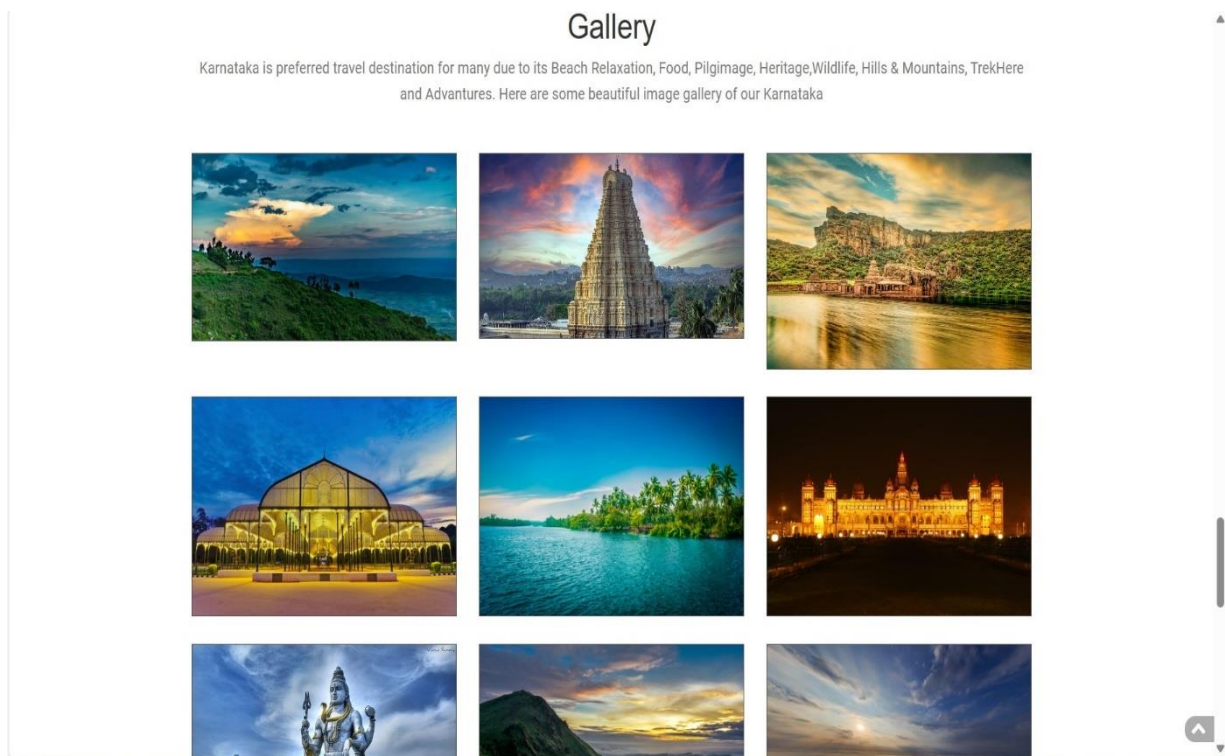 Gallery
Karnataka is preferred travel destination for many due to its Beach Relaxation, Food, Pilgimage, Heritage,Wildlife, Hills & Mountains, TrekHere
and Advantures. Here are some beautiful image gallery of our Karnataka